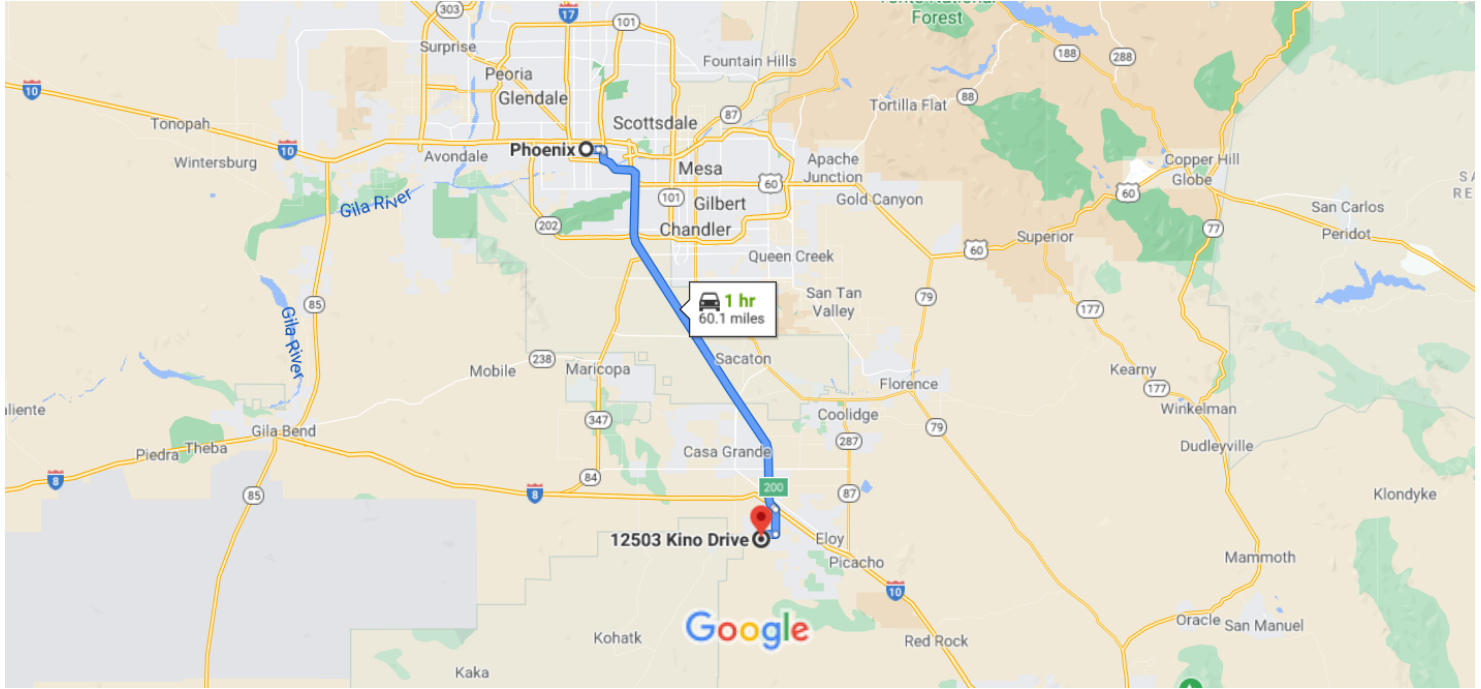 303
17
101
Tonto National
Forest
Surprise
188
288
Fountain Hills
Peoria
10
Glendale
88
Tortilla Flat
87
Tonopah
Scottsdale
10
Phoenix
Avondale
Wintersburg
Mesa
Apache
Junction
Copper Hill
Globe
60
60
101
Gilbert
Gold Canyon
Gila River
San Carlos
Peridot
202
Chandler
77
Superior
60
Queen Creek
85
Gila River
1 hr
60.1 miles
San Tan
Valley
79
177
238
Sacaton
Mobile
Maricopa
Kearny
177
Florence
Winkelman
347
Coolidge
79
Gila Bend
287
Dudleyville
Piedra
Theba
Casa Grande
8
84
200
8
85
87
Klondyke
12503 Kino Drive
Eloy
Picacho
Mammoth
10
Google
Kohatk
Red Rock
Oracle
San Manuel
Kaka